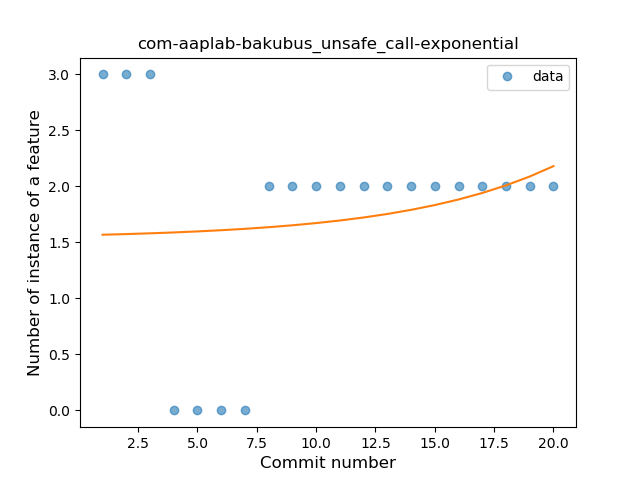 com-aaplab-bakubus_unsafe_call-exponential
data
Number of instance of a feature
3.0
2.5
2.0
1.5
1.0
0.5
0.0
2.5 5.0 7.5 10.0 12.5 15.0 17.5 20.0
Commit number